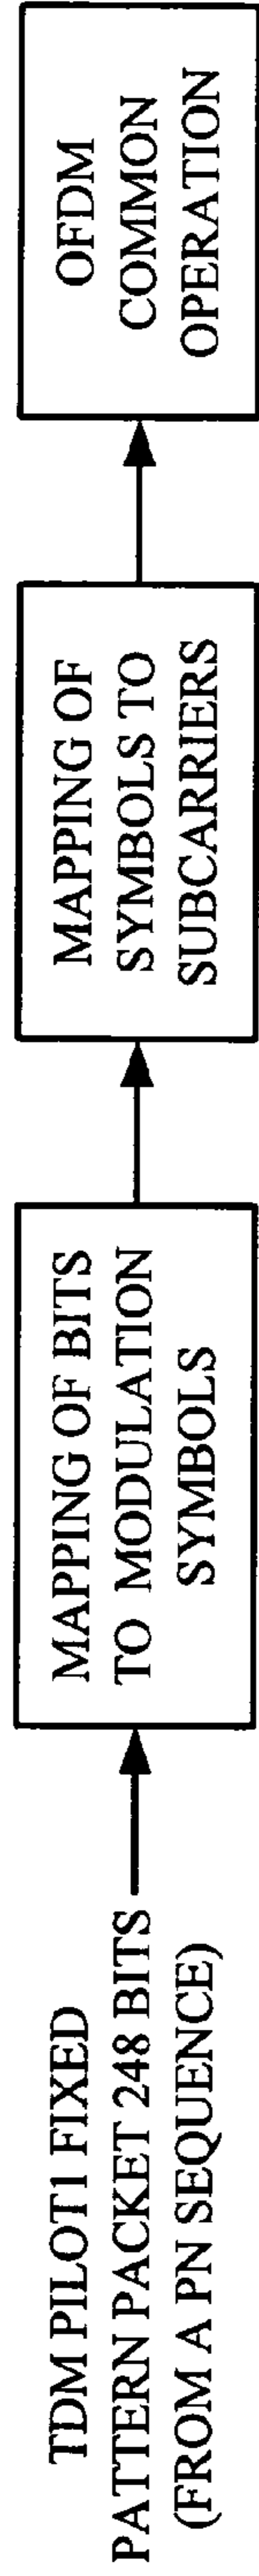 TDM PILOT1 FIXED
PATTERN PACKET 248 BITS
(FROM A PN SEQUENCE)
MAPPING OF BITS
TO MODULATION
SYMBOLS
MAPPING OF
SYMBOLS TO
SUBCARRIERS
OFDM
COMMON
OPERATION